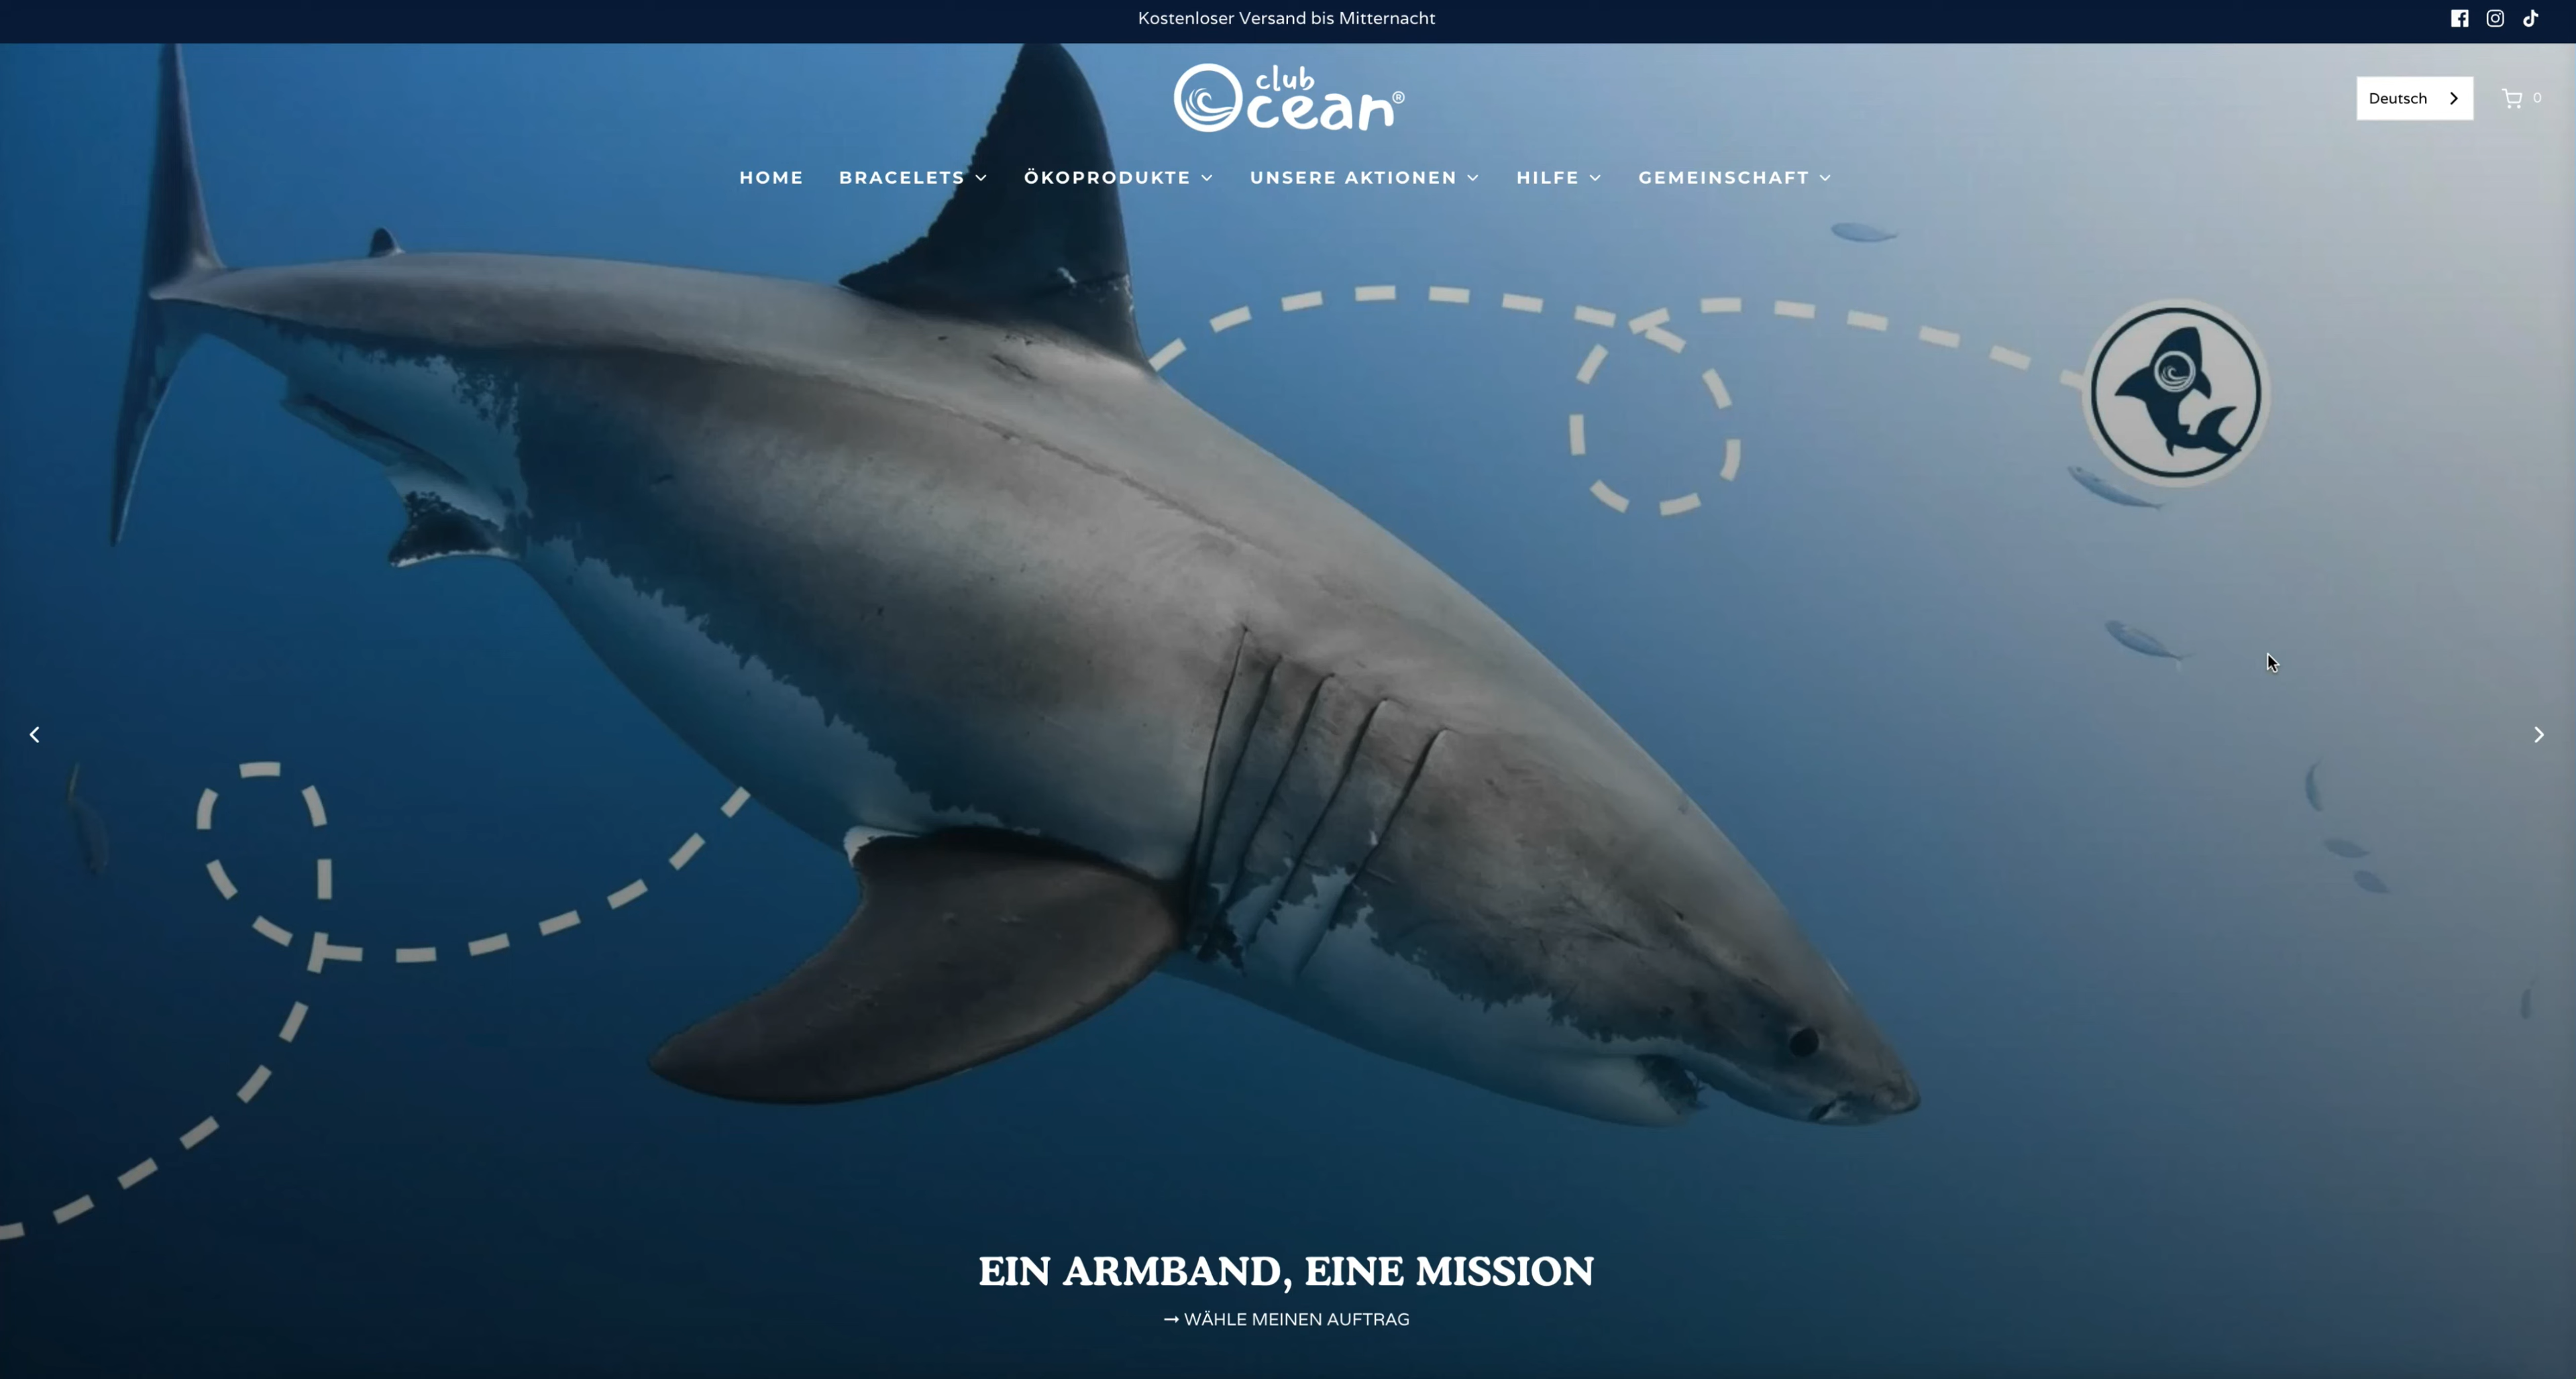 Kostenloser Versand bis Mitternacht
club
Ocean®
Deutsch
0
HOME BRACELETS ÖKOPRODUKTE UNSERE AKTIONEN HILFE GEMEINSCHAFT
EIN ARMBAND, EINE MISSION
→ WÄHLE MEINEN AUFTRAG